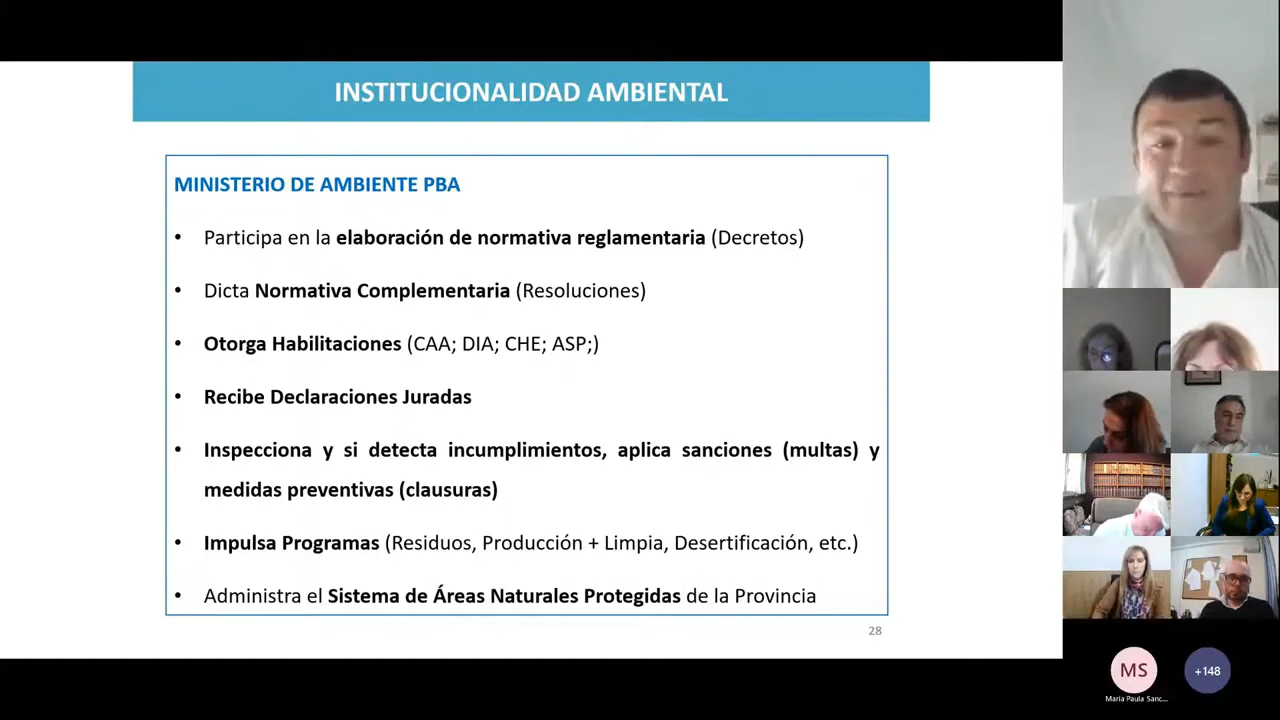 INSTITUCIONALIDAD AMBIENTAL
MINISTERIO DE AMBIENTE PBA
• Participa en la elaboración de normativa reglamentaria (Decretos)
• Dicta Normativa Complementaria (Resoluciones)
• Otorga Habilitaciones (CAA; DIA; CHE; ASP;)
• Recibe Declaraciones Juradas
• Inspecciona y si detecta incumplimientos, aplica sanciones (multas) y
medidas preventivas (clausuras)
• Impulsa Programas (Residuos, Producción + Limpia, Desertificación, etc.)
• Administra el Sistema de Áreas Naturales Protegidas de la Provincia
28
MS
+148
Maria Paula Sanc...